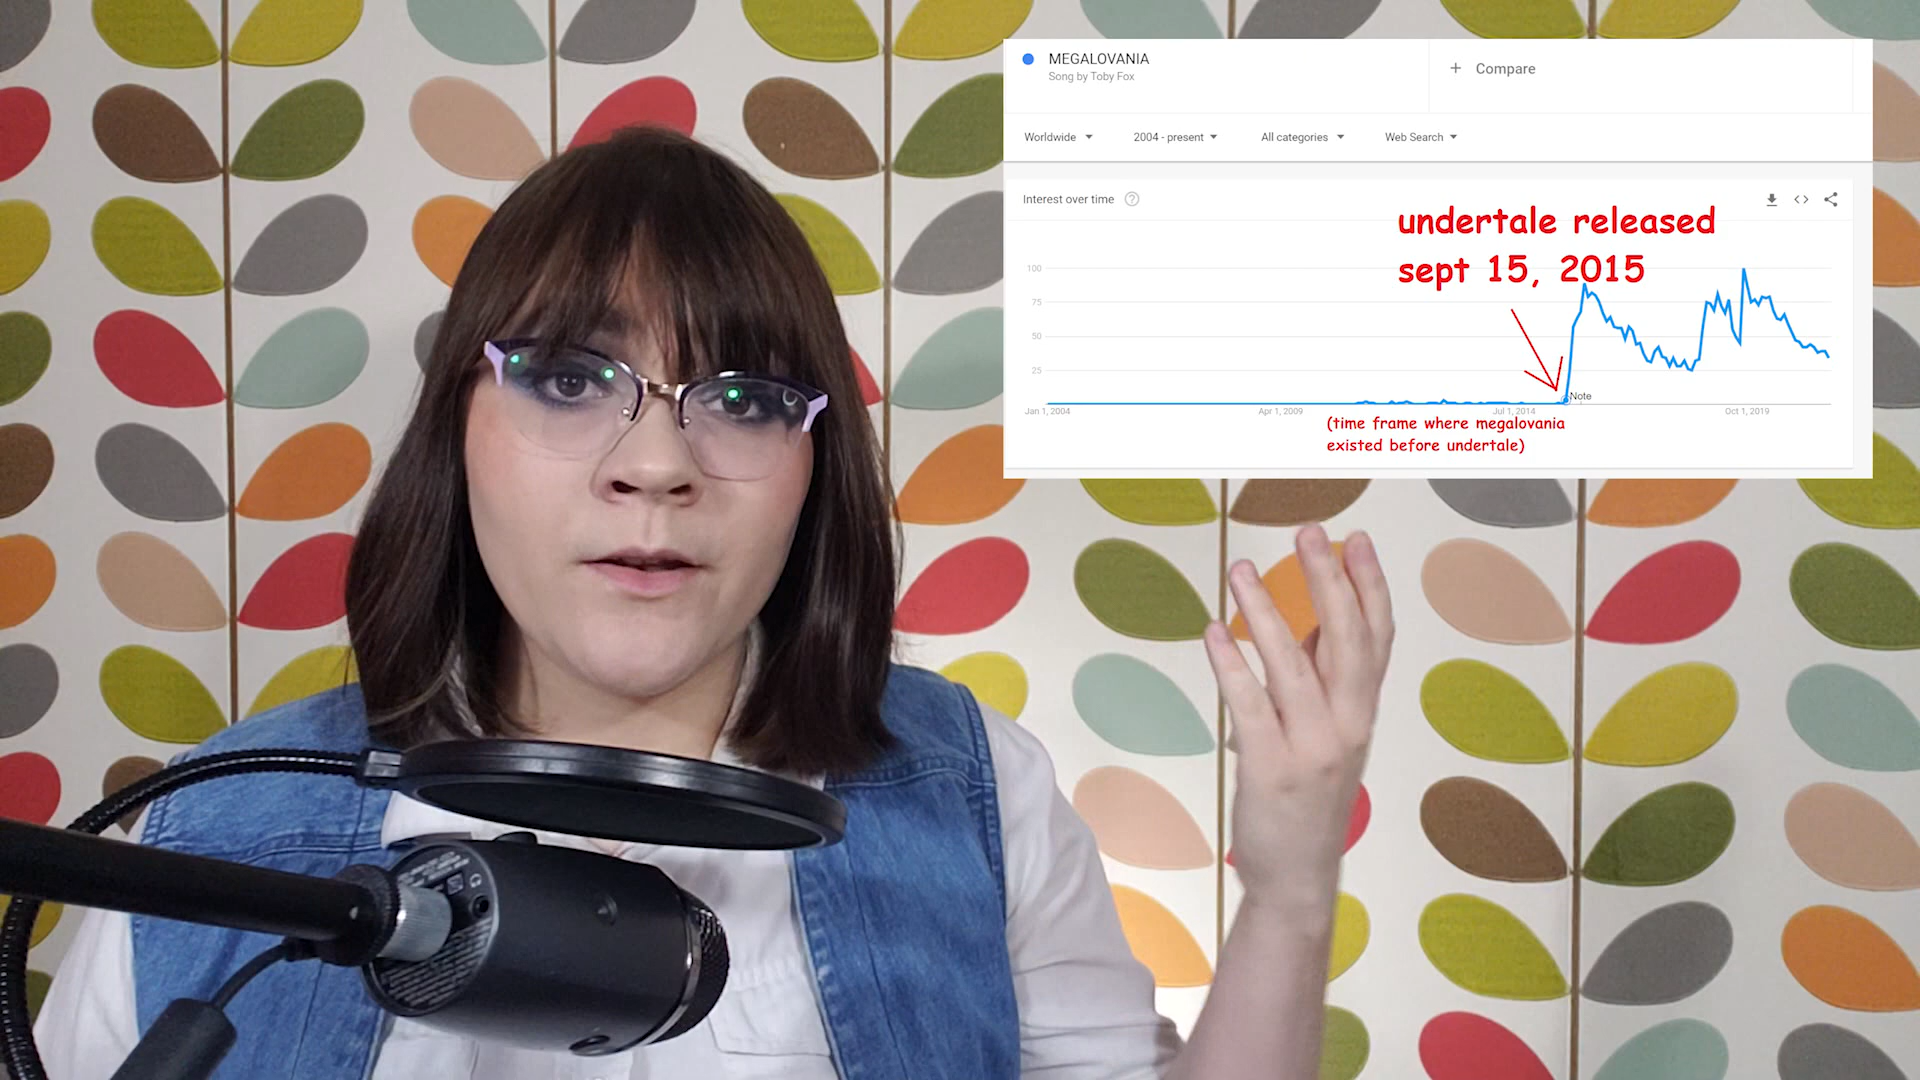 MEGALOVANIA
Song by Toby Fox
+ Compare
Worldwide
2004 - present
All categories
Web Search
Interest over time
undertale released
sept 15, 2015
100
75
50
25
Note
Jan 1, 2004
Apr 1, 2009
Jul 1, 2014
Oct 1, 2019
(time frame where megalovania
existed before undertale)